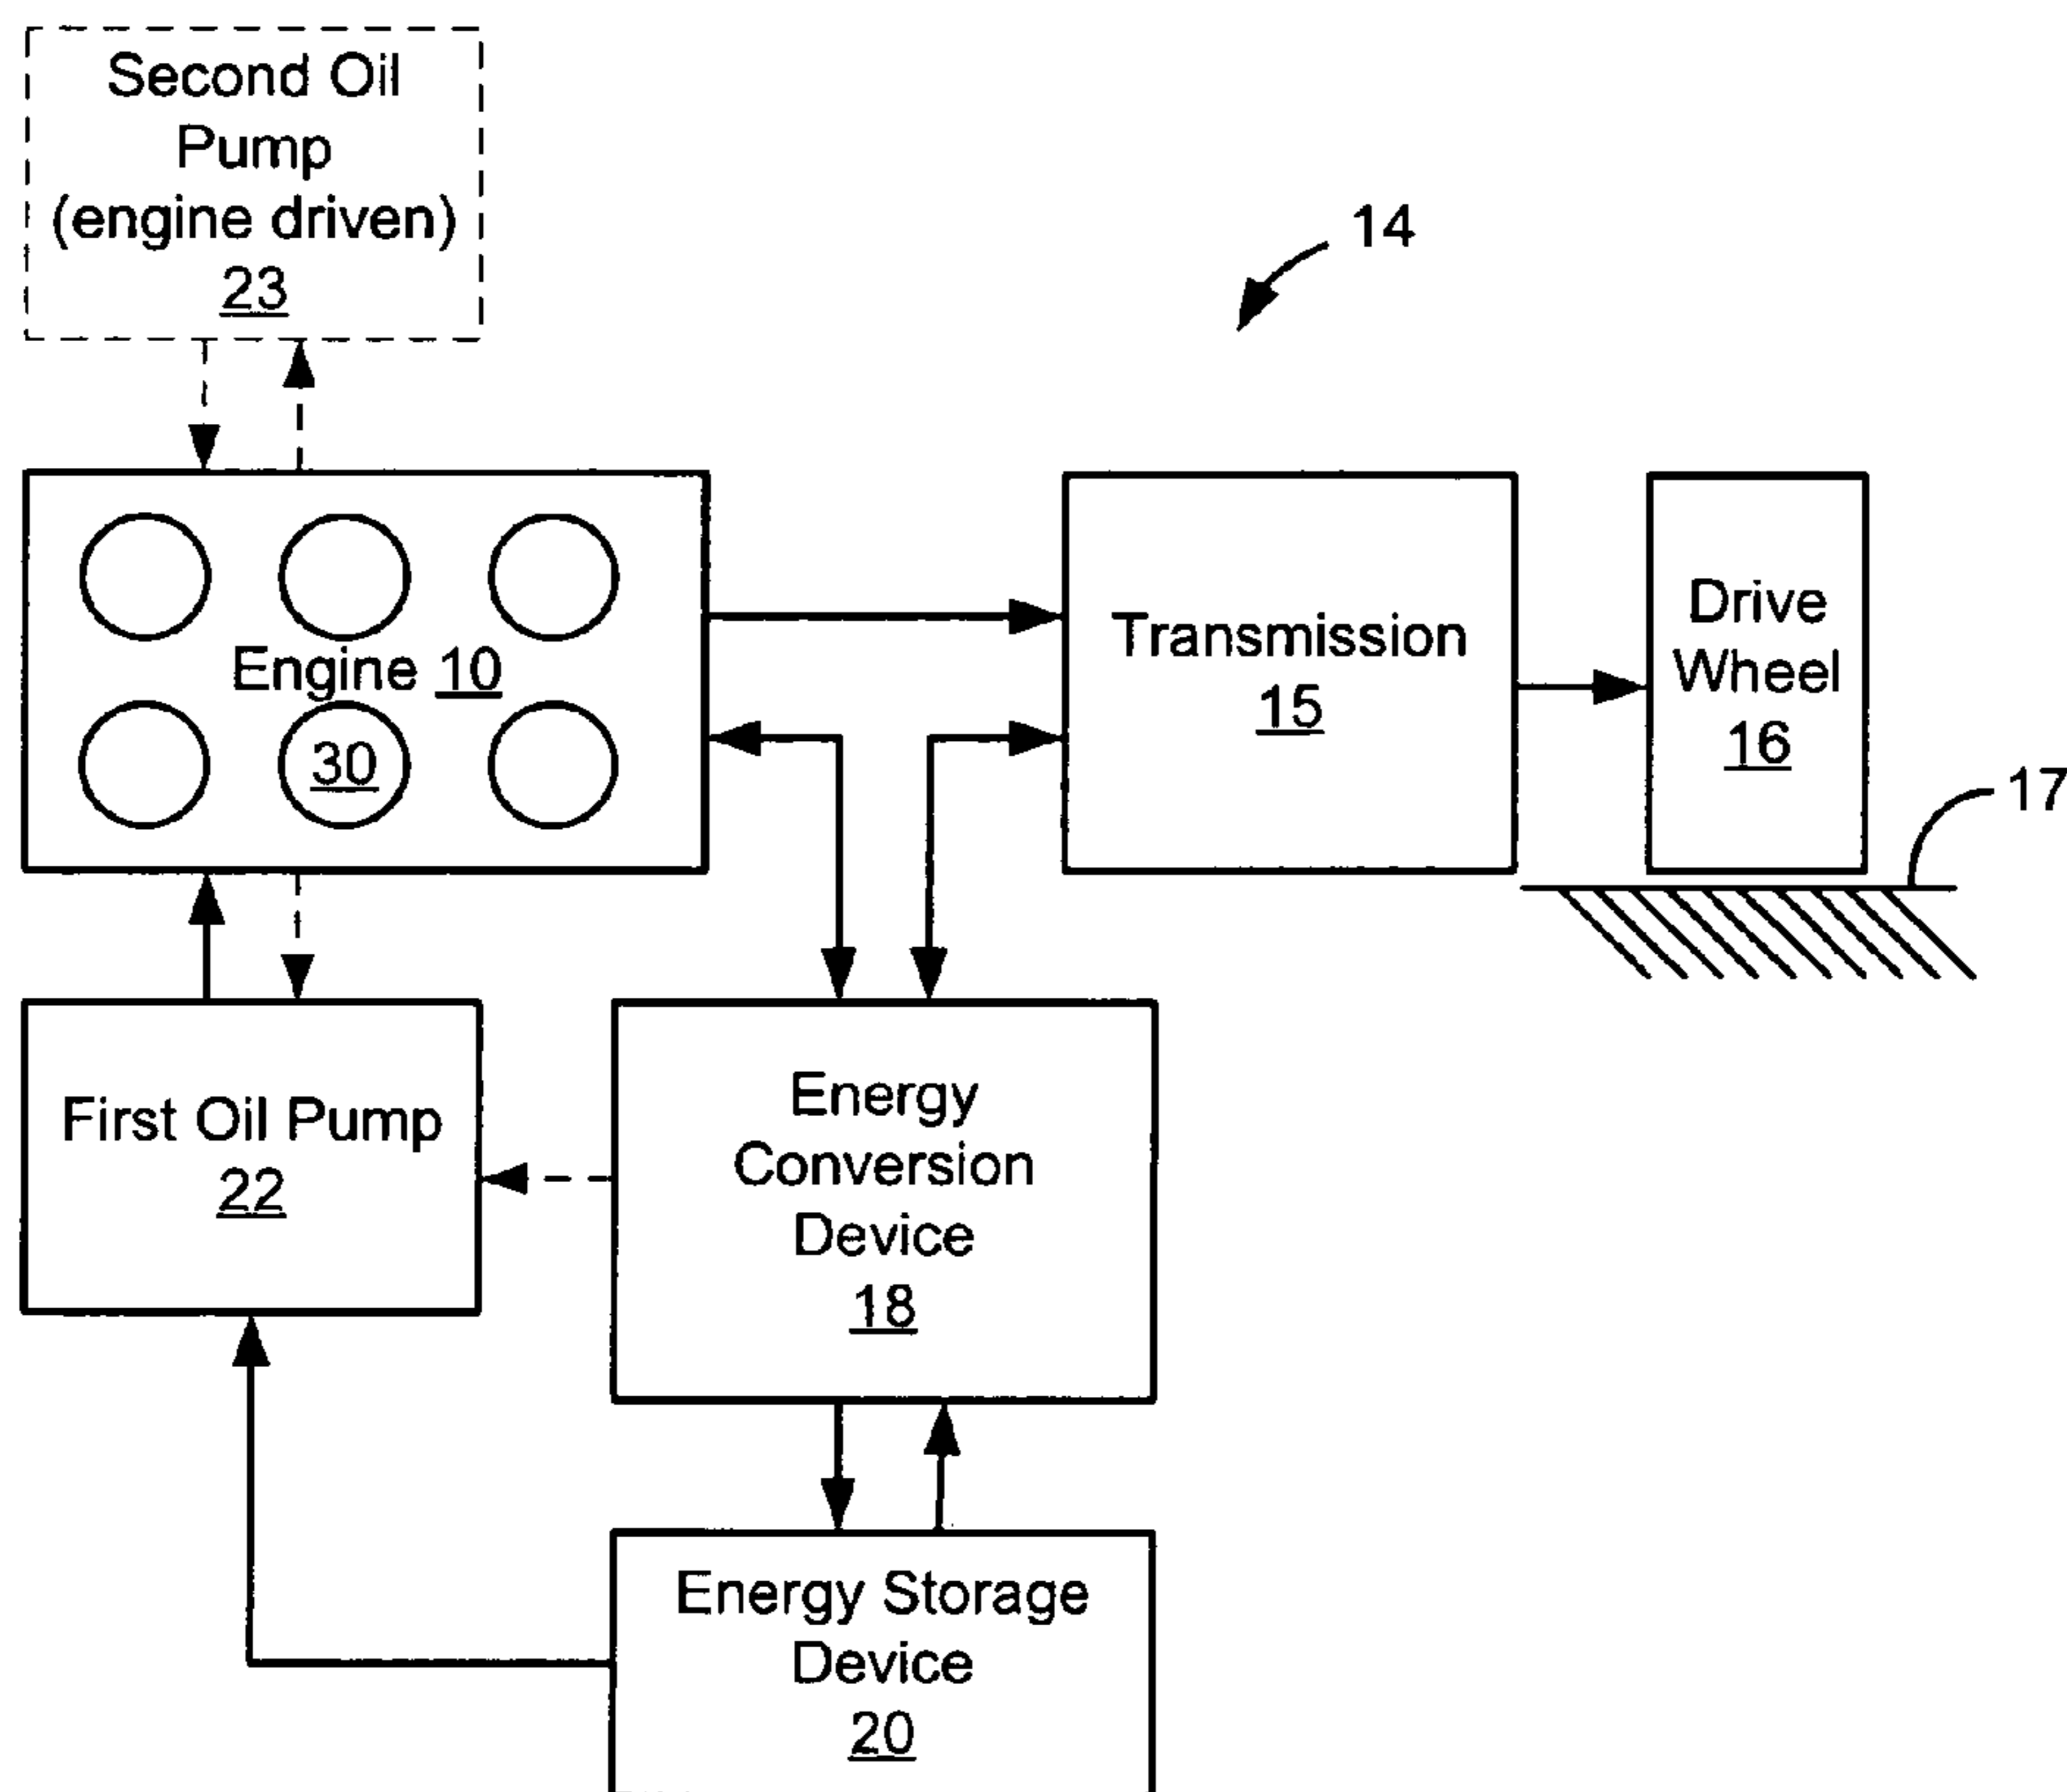 Second Oil
Pump
(engine driven)
23
14
Engine 10
30
Transmission
15
Drive
Wheel
16
17
First Oil Pump
22
Energy
Conversion
Device
18
Energy Storage
Device
20